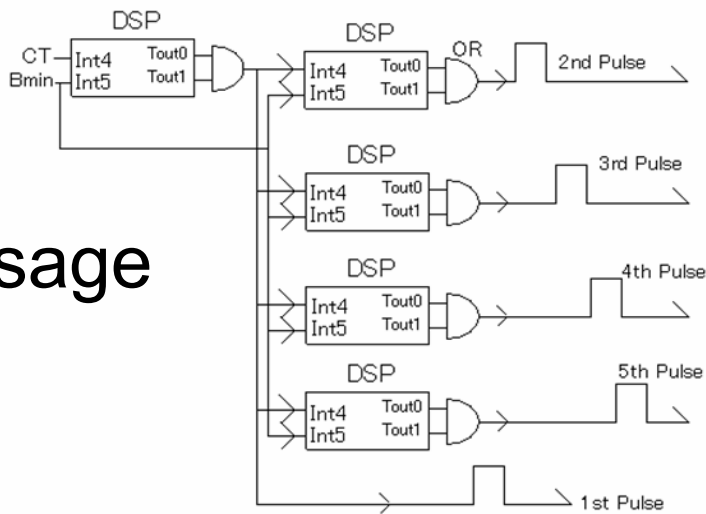 DSP
CT
Int4
Tout0
Bmin
Int5
Tout1
DSP
Int4
Tout0
Int5
Tout1
OR
2nd Pulse
DSP
Int4
Tout0
Int5
Tout1
3rd Pulse
sage
DSP
Int4
Tout0
Int5
Tout1
4th Pulse
DSP
Int4
Tout0
Int5
Tout1
5th Pulse
1st Pulse